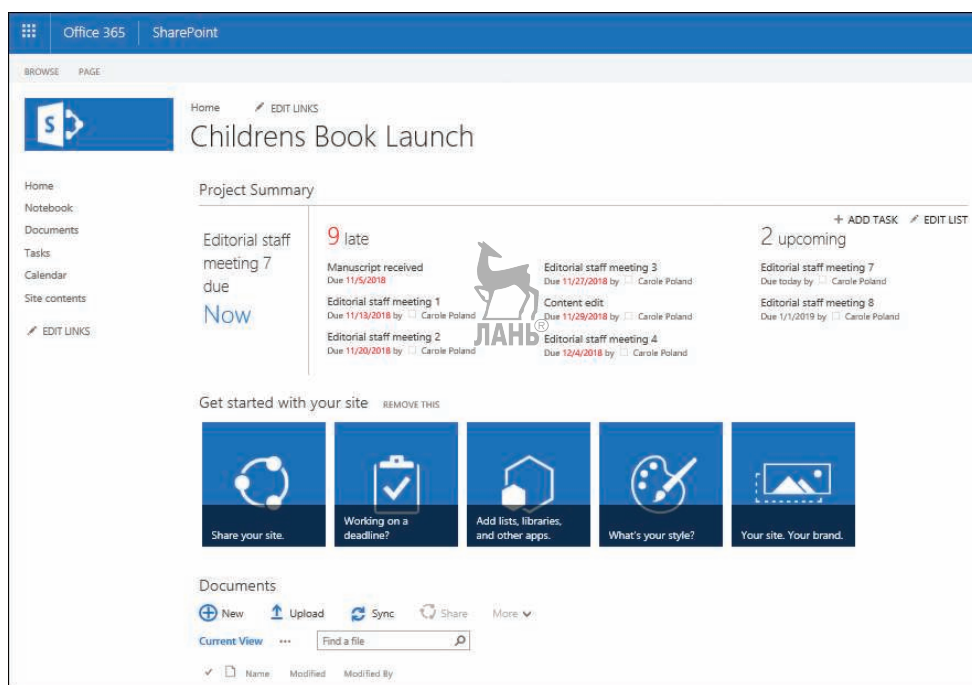 Office 365 SharePoint
BROWSE PAGE
S
Home EDIT LINKS
Childrens Book Launch
Home
Notebook
Documents
Tasks
Calendar
Site contents
EDIT LINKS
Project Summary
+ ADD TASK EDIT LIST
Editorial staff
meeting 7
due
Now
9 late
Manuscript received
Due 11/5/2018
Editorial staff meeting 1
Due 11/13/2018 by Carole Poland
Editorial staff meeting 2
Due 11/20/2018 by Carole Poland
Editorial staff meeting 3
Due 11/27/2018 by Carole Poland
Content edit
Due 11/29/2018 by Carole Poland
Editorial staff meeting 4
Due 12/4/2018 by Carole Poland
2 upcoming
Editorial staff meeting 7
Due today by Carole Poland
Editorial staff meeting 8
Due 1/1/2019 by Carole Poland
ЛАНЬ®
Get started with your site REMOVE THIS
Share your site.
Working on a
deadline?
Add lists, libraries,
and other apps.
What's your style?
Your site. Your brand.
Documents
New Upload Sync Share More
Current View ••• Find a file
Name Modified Modified By